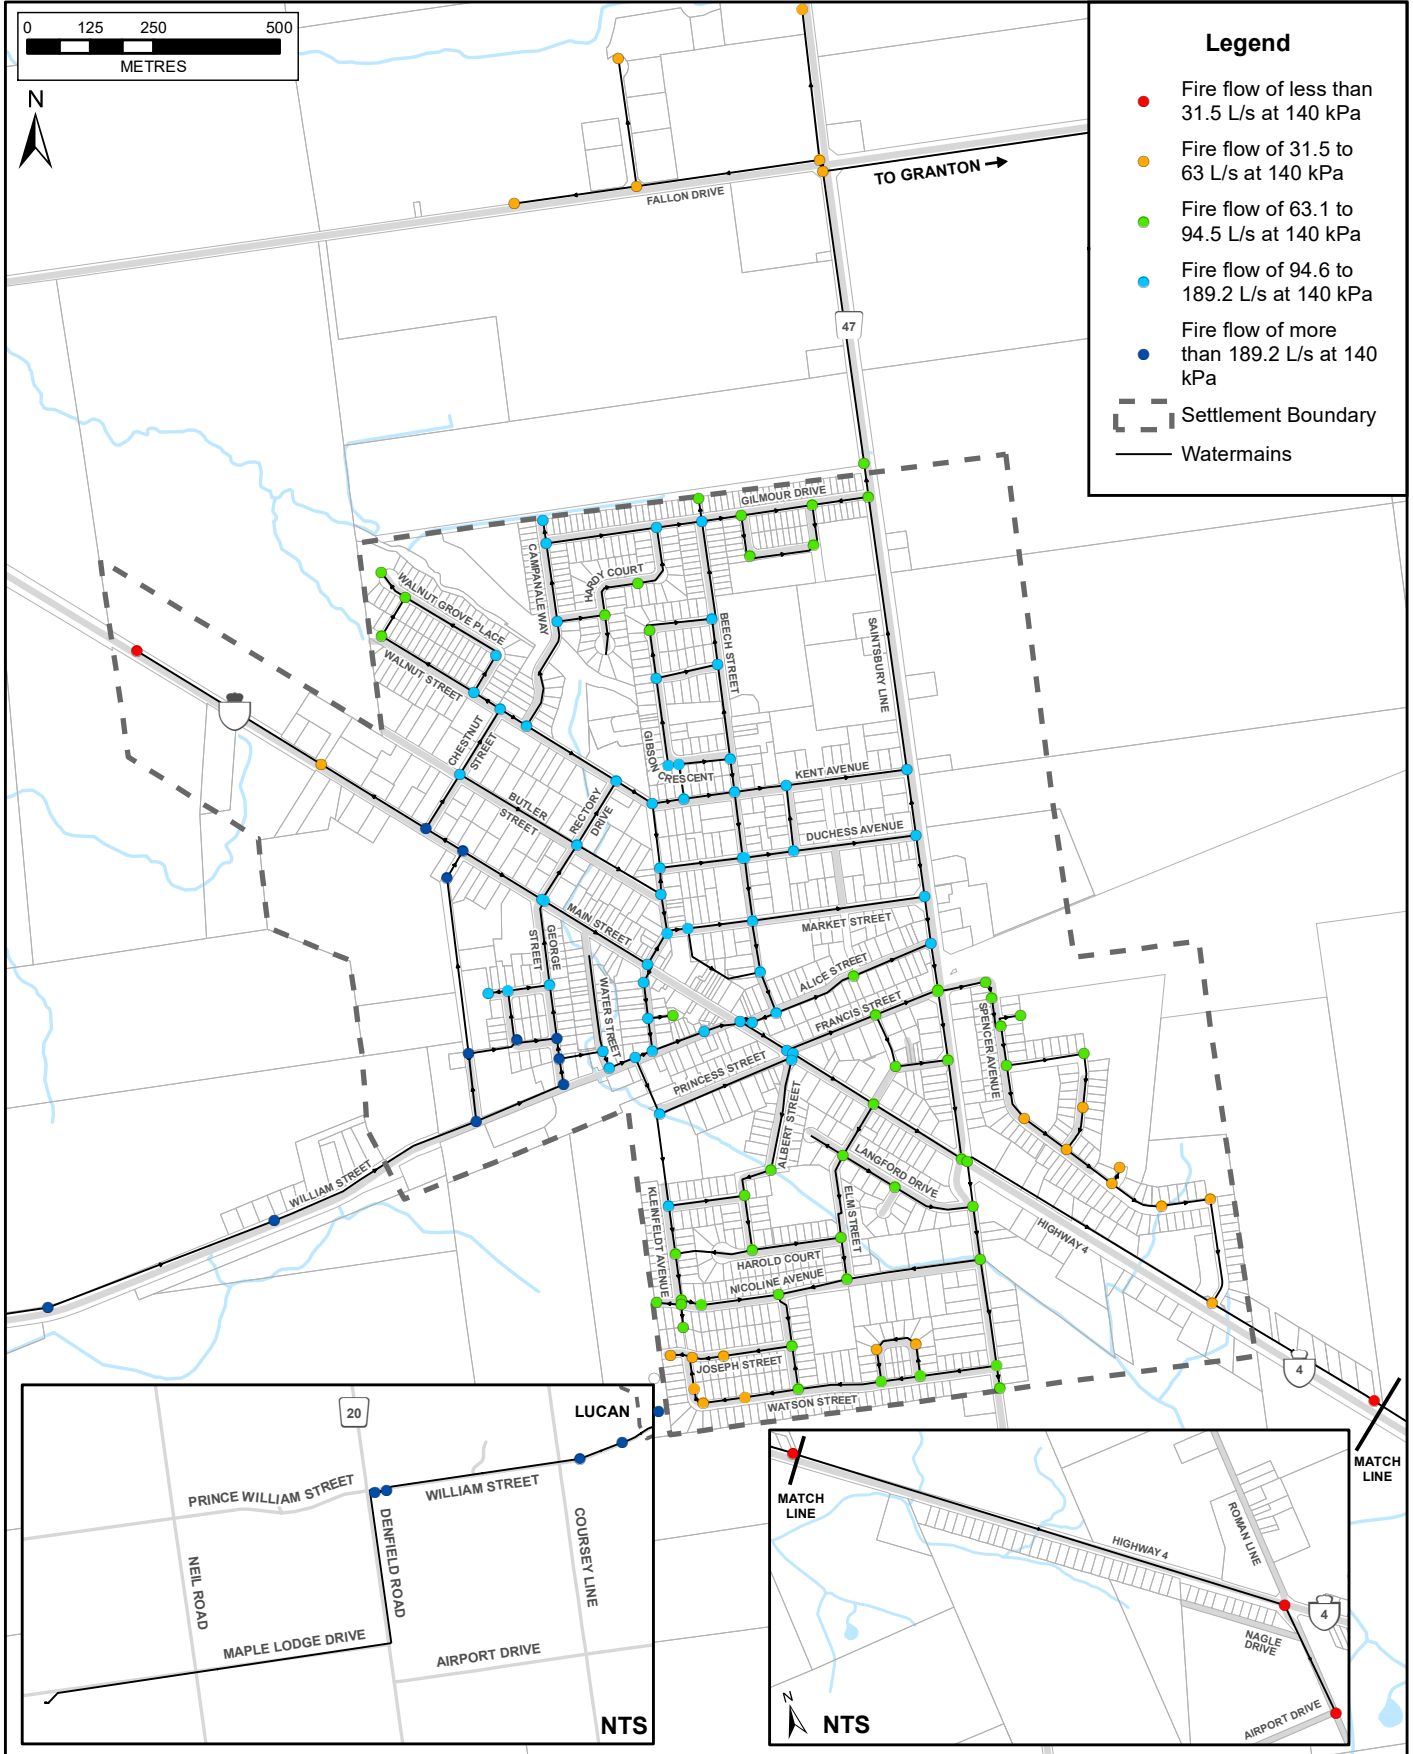 0 125 250 500
METRES
N
Legend
Fire flow of less than
31.5 L/s at 140 kPa
Fire flow of 31.5 to
63 L/s at 140 kPa
Fire flow of 63.1 to
94.5 L/s at 140 kPa
Fire flow of 94.6 to
189.2 L/s at 140 kPa
Fire flow of more
than 189.2 L/s at 140
kPa
Settlement Boundary
Watermains
TO GRANTON
FALLON DRIVE
47
GILMOUR DRIVE
CAMPANALE WAY
HARDY COURT
WALNUT GROVE PLACE
WALNUT STREET
BEECH STREET
SAINTSBURY LINE
CHESTNUT
STREET
GIBSON
CRESCENT
KENT AVENUE
BUTLER
STREET
RECTORY
DRIVE
DUCHESS AVENUE
MAIN STREET
MARKET STREET
GEORGE
STREET
WATER STREET
ALICE STREET
FRANCIS STREET
SPENCER AVENUE
PRINCESS STREET
ALBERT STREET
LANGFORD DRIVE
WILLIAM STREET
KLEINFELDT AVENUE
ELM STREET
HIGHWAY 4
HAROLD COURT
NICOLINE AVENUE
JOSEPH STREET
WATSON STREET
4
MATCH
LINE
20
LUCAN
PRINCE WILLIAM STREET
WILLIAM STREET
DENFIELD ROAD
COURSEY LINE
NEIL ROAD
MAPLE LODGE DRIVE
AIRPORT DRIVE
NTS
MATCH
LINE
HIGHWAY 4
ROMAN LINE
4
NAGLE
DRIVE
AIRPORT DRIVE
N
NTS